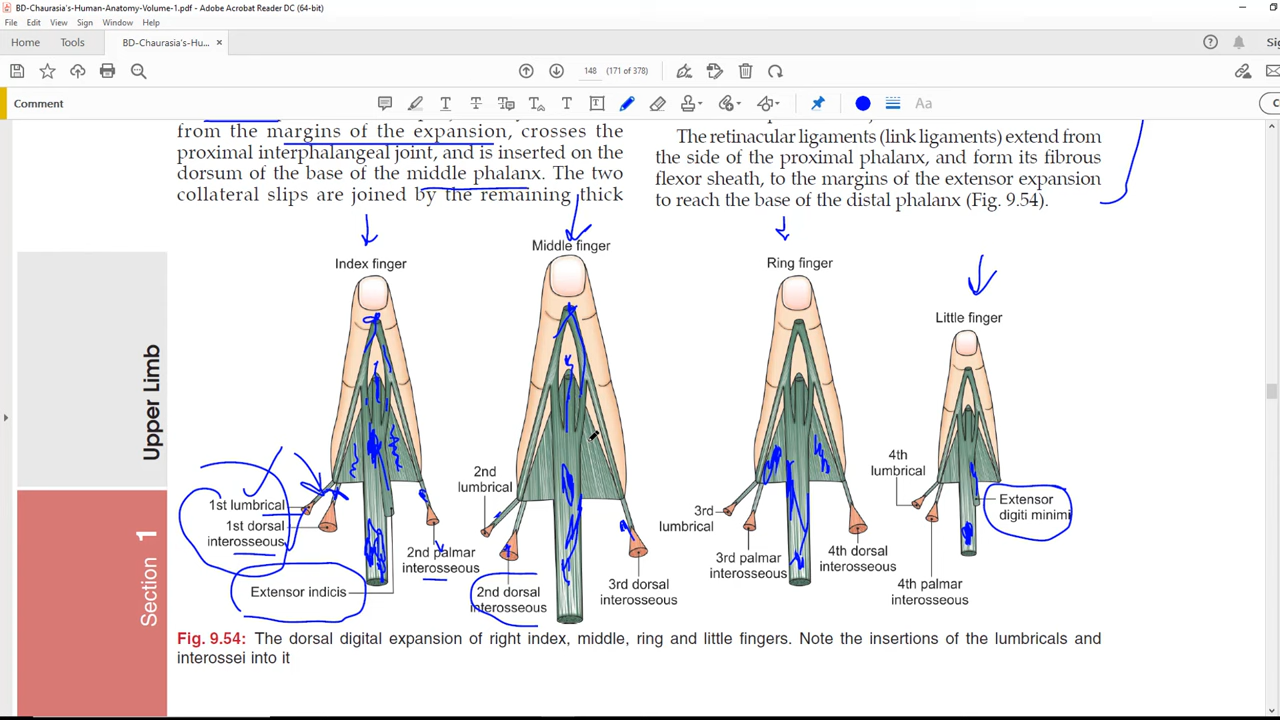 BD-Chaurasia's-Human-Anatomy-Volume-1.pdf - Adobe Acrobat Reader DC (64-bit)
File Edit View Sign Window Help
Home Tools BD-Chaurasia's-Hu... ×
148 (171 of 378)
Comment
Aa
from the margins of the expansion, crosses the
proximal interphalangeal joint, and is inserted on the
dorsum of the base of the middle phalanx. The two
collateral slips are joined by the remaining thick
The retinacular ligaments (link ligaments) extend from
the side of the proximal phalanx, and form its fibrous
flexor sheath, to the margins of the extensor expansion
to reach the base of the distal phalanx (Fig. 9.54).
Upper Limb
Section 1
Index finger
Middle finger
Ring finger
Little finger
1st lumbrical
1st dorsal
interosseous
Extensor indicis
2nd palmar
interosseous
2nd
lumbrical
2nd dorsal
interosseous
3rd dorsal
interosseous
3rd
lumbrical
3rd palmar
interosseous
4th dorsal
interosseous
4th
lumbrical
4th palmar
interosseous
Extensor
digiti minimi
Fig. 9.54: The dorsal digital expansion of right index, middle, ring and little fingers. Note the insertions of the lumbricals and
interossei into it